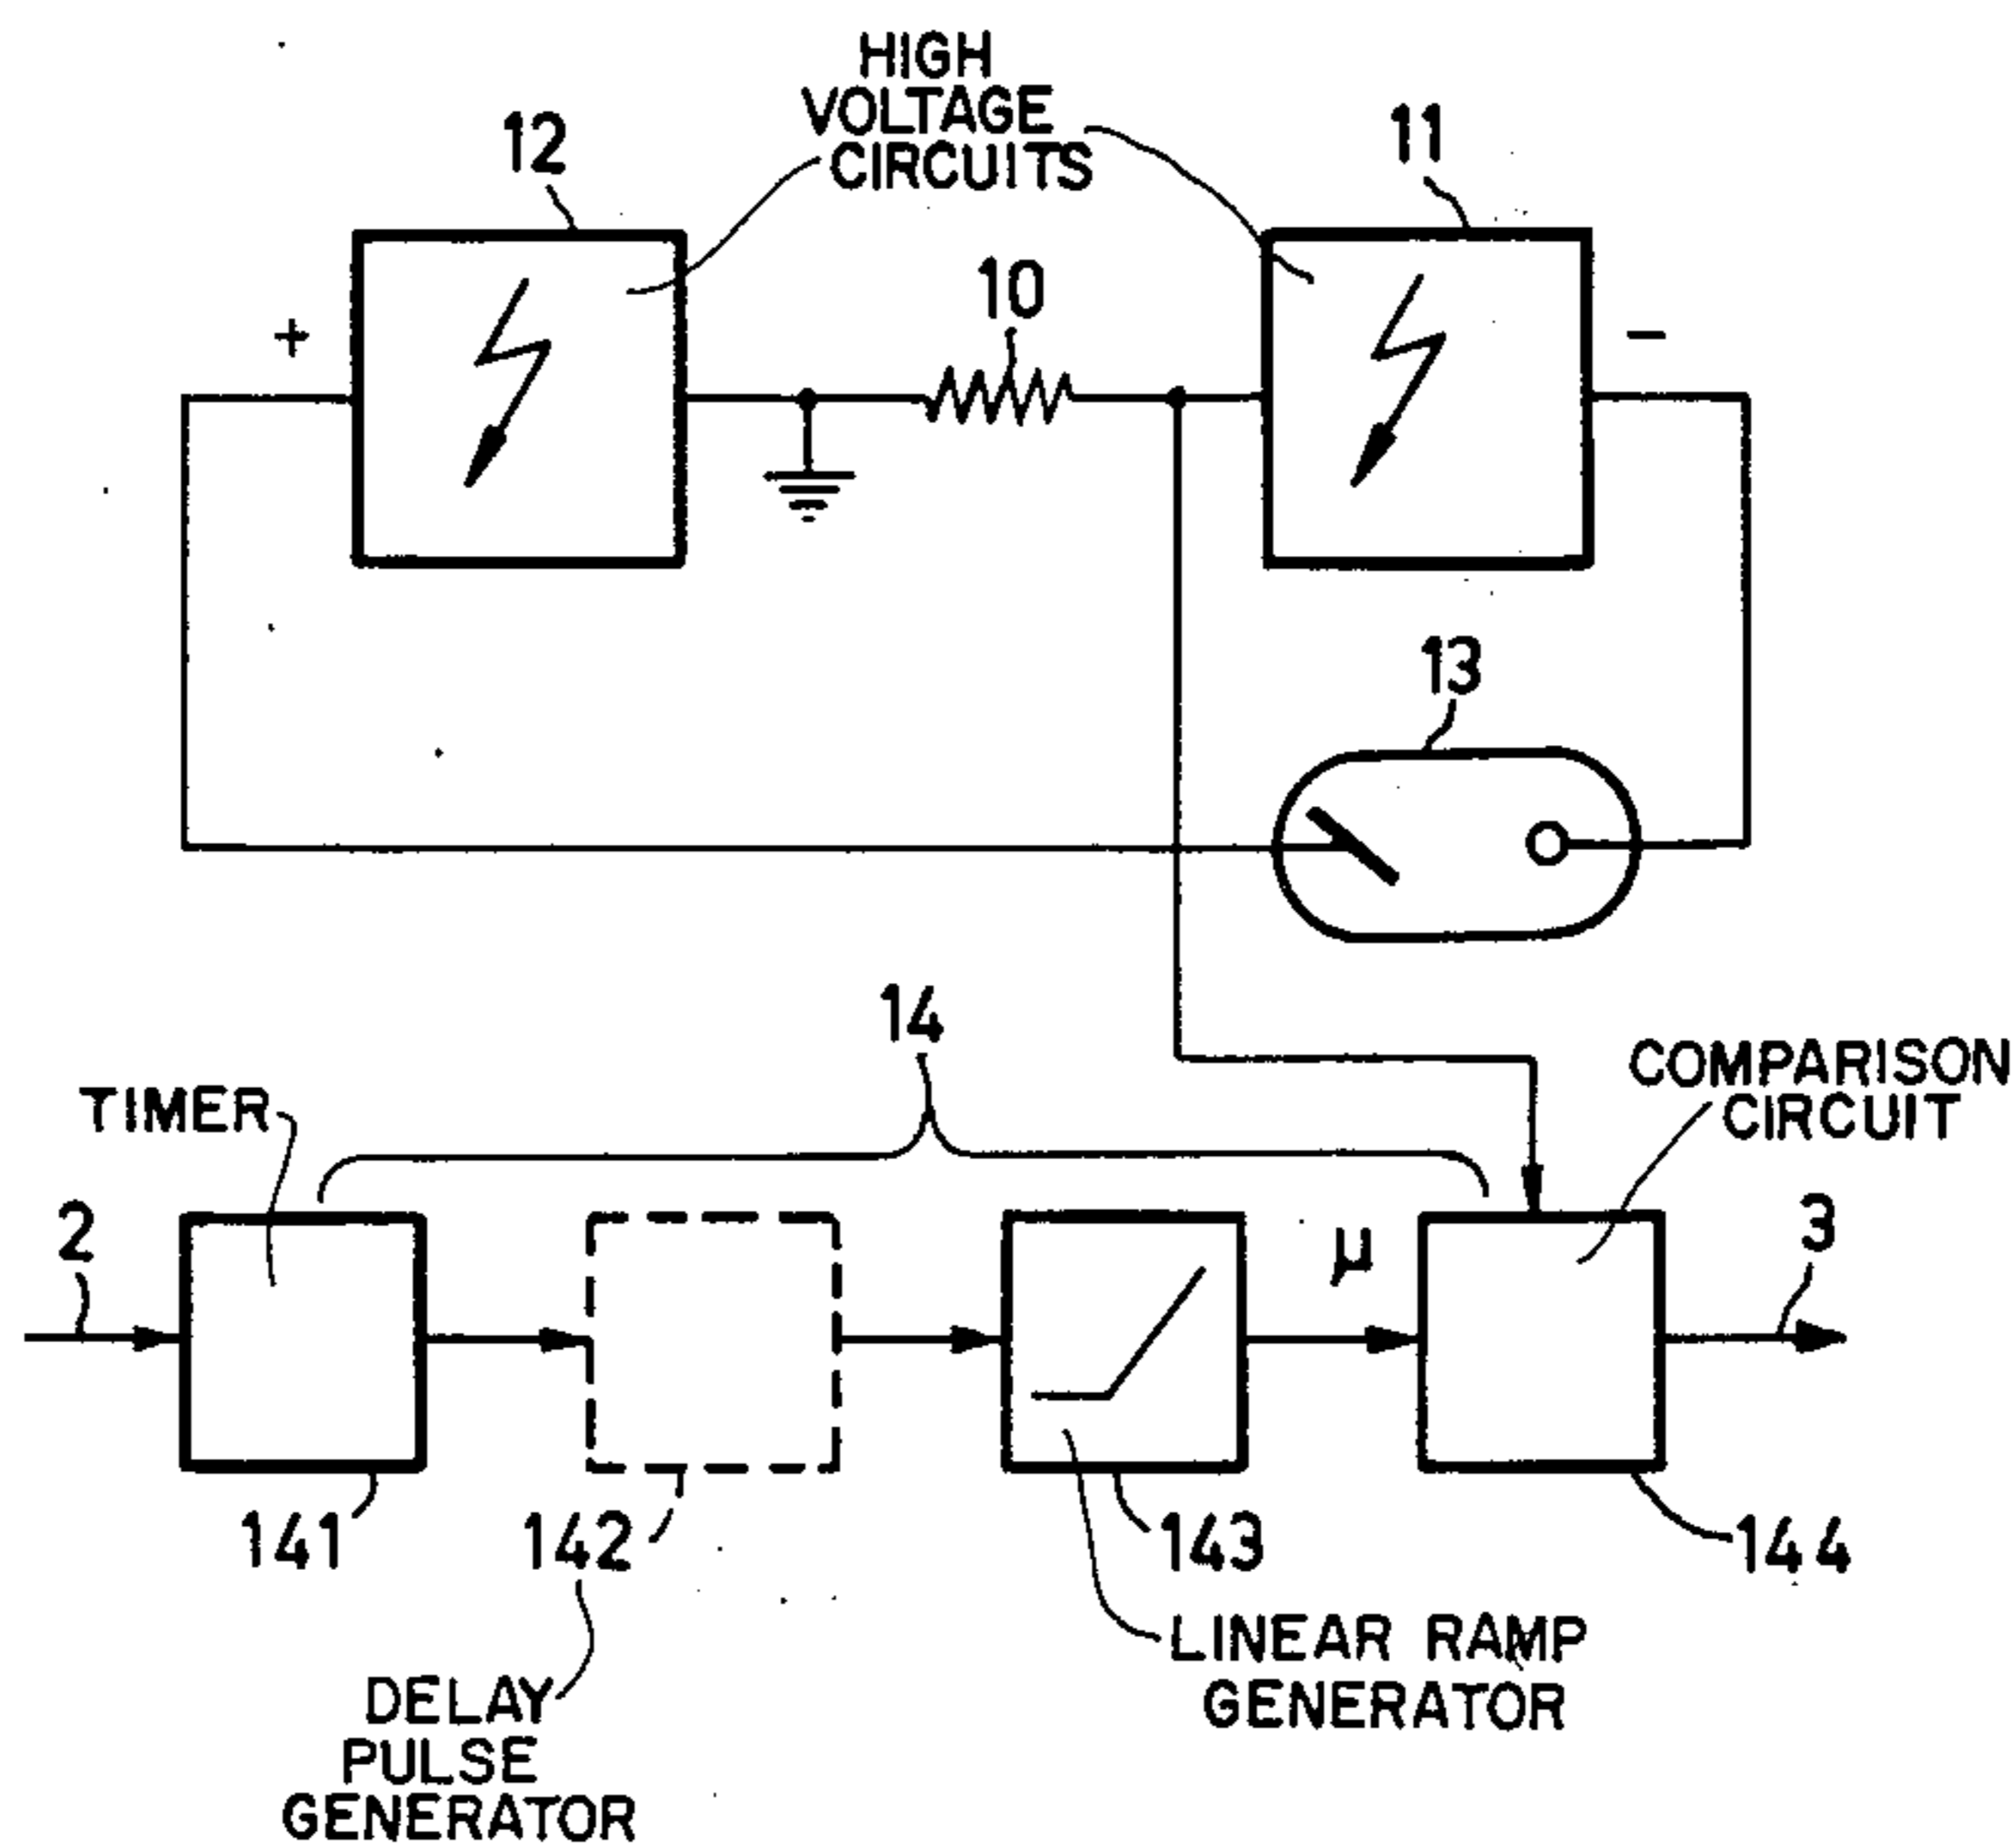 HIGH
VOLTAGE
CIRCUITS
12
11
10
+
-
13
14
TIMER
COMPARISON
CIRCUIT
2
µ
3
141
142
143
144
LINEAR RAMP
GENERATOR
DELAY
PULSE
GENERATOR